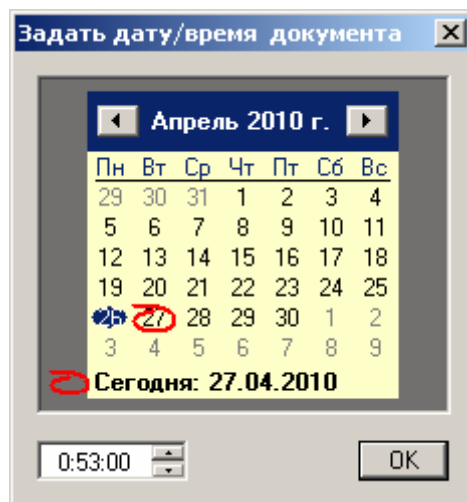 Задать дату/время документа
Апрель 2010 г.
Пн Вт Ср Чт Пт Сб Вс
29 30 31 1 2 3 4
5 6 7 8 9 10 11
12 13 14 15 16 17 18
19 20 21 22 23 24 25
26 27 28 29 30 1 2
3 4 5 6 7 8 9
Сегодня: 27.04.2010
0:53:00 OK